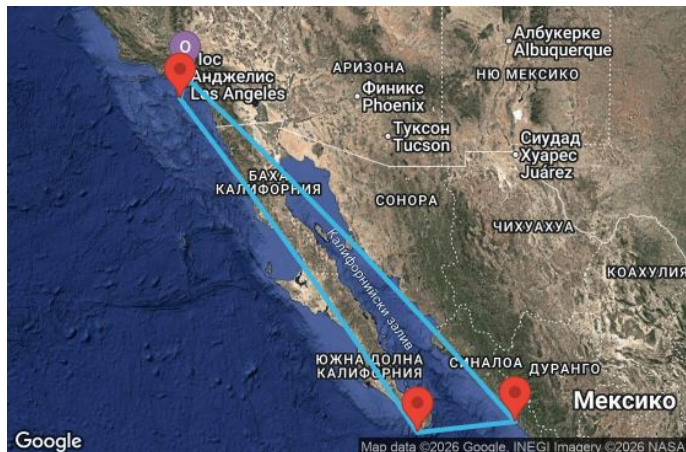 Албукерке
Albuquerque
О
Лос
Анджелис
Los Angeles
АРИЗОНА
НЮ МЕКСИКО
Финикс
Phoenix
Туксон
Tucson
Сиудад
Хуарес
Juárez
БАХА
КАЛИФОРНИЯ
СОНОРА
ЧИХУАХУА
КОАХУИЛА
Калифорнийски залив
ЮЖНА ДОЛНА
КАЛИФОРНИЯ
СИНАЛОА
ДУРАНГО
Мексико
Google
Map data ©2026 Google, INEGI Imagery ©2026 NASA